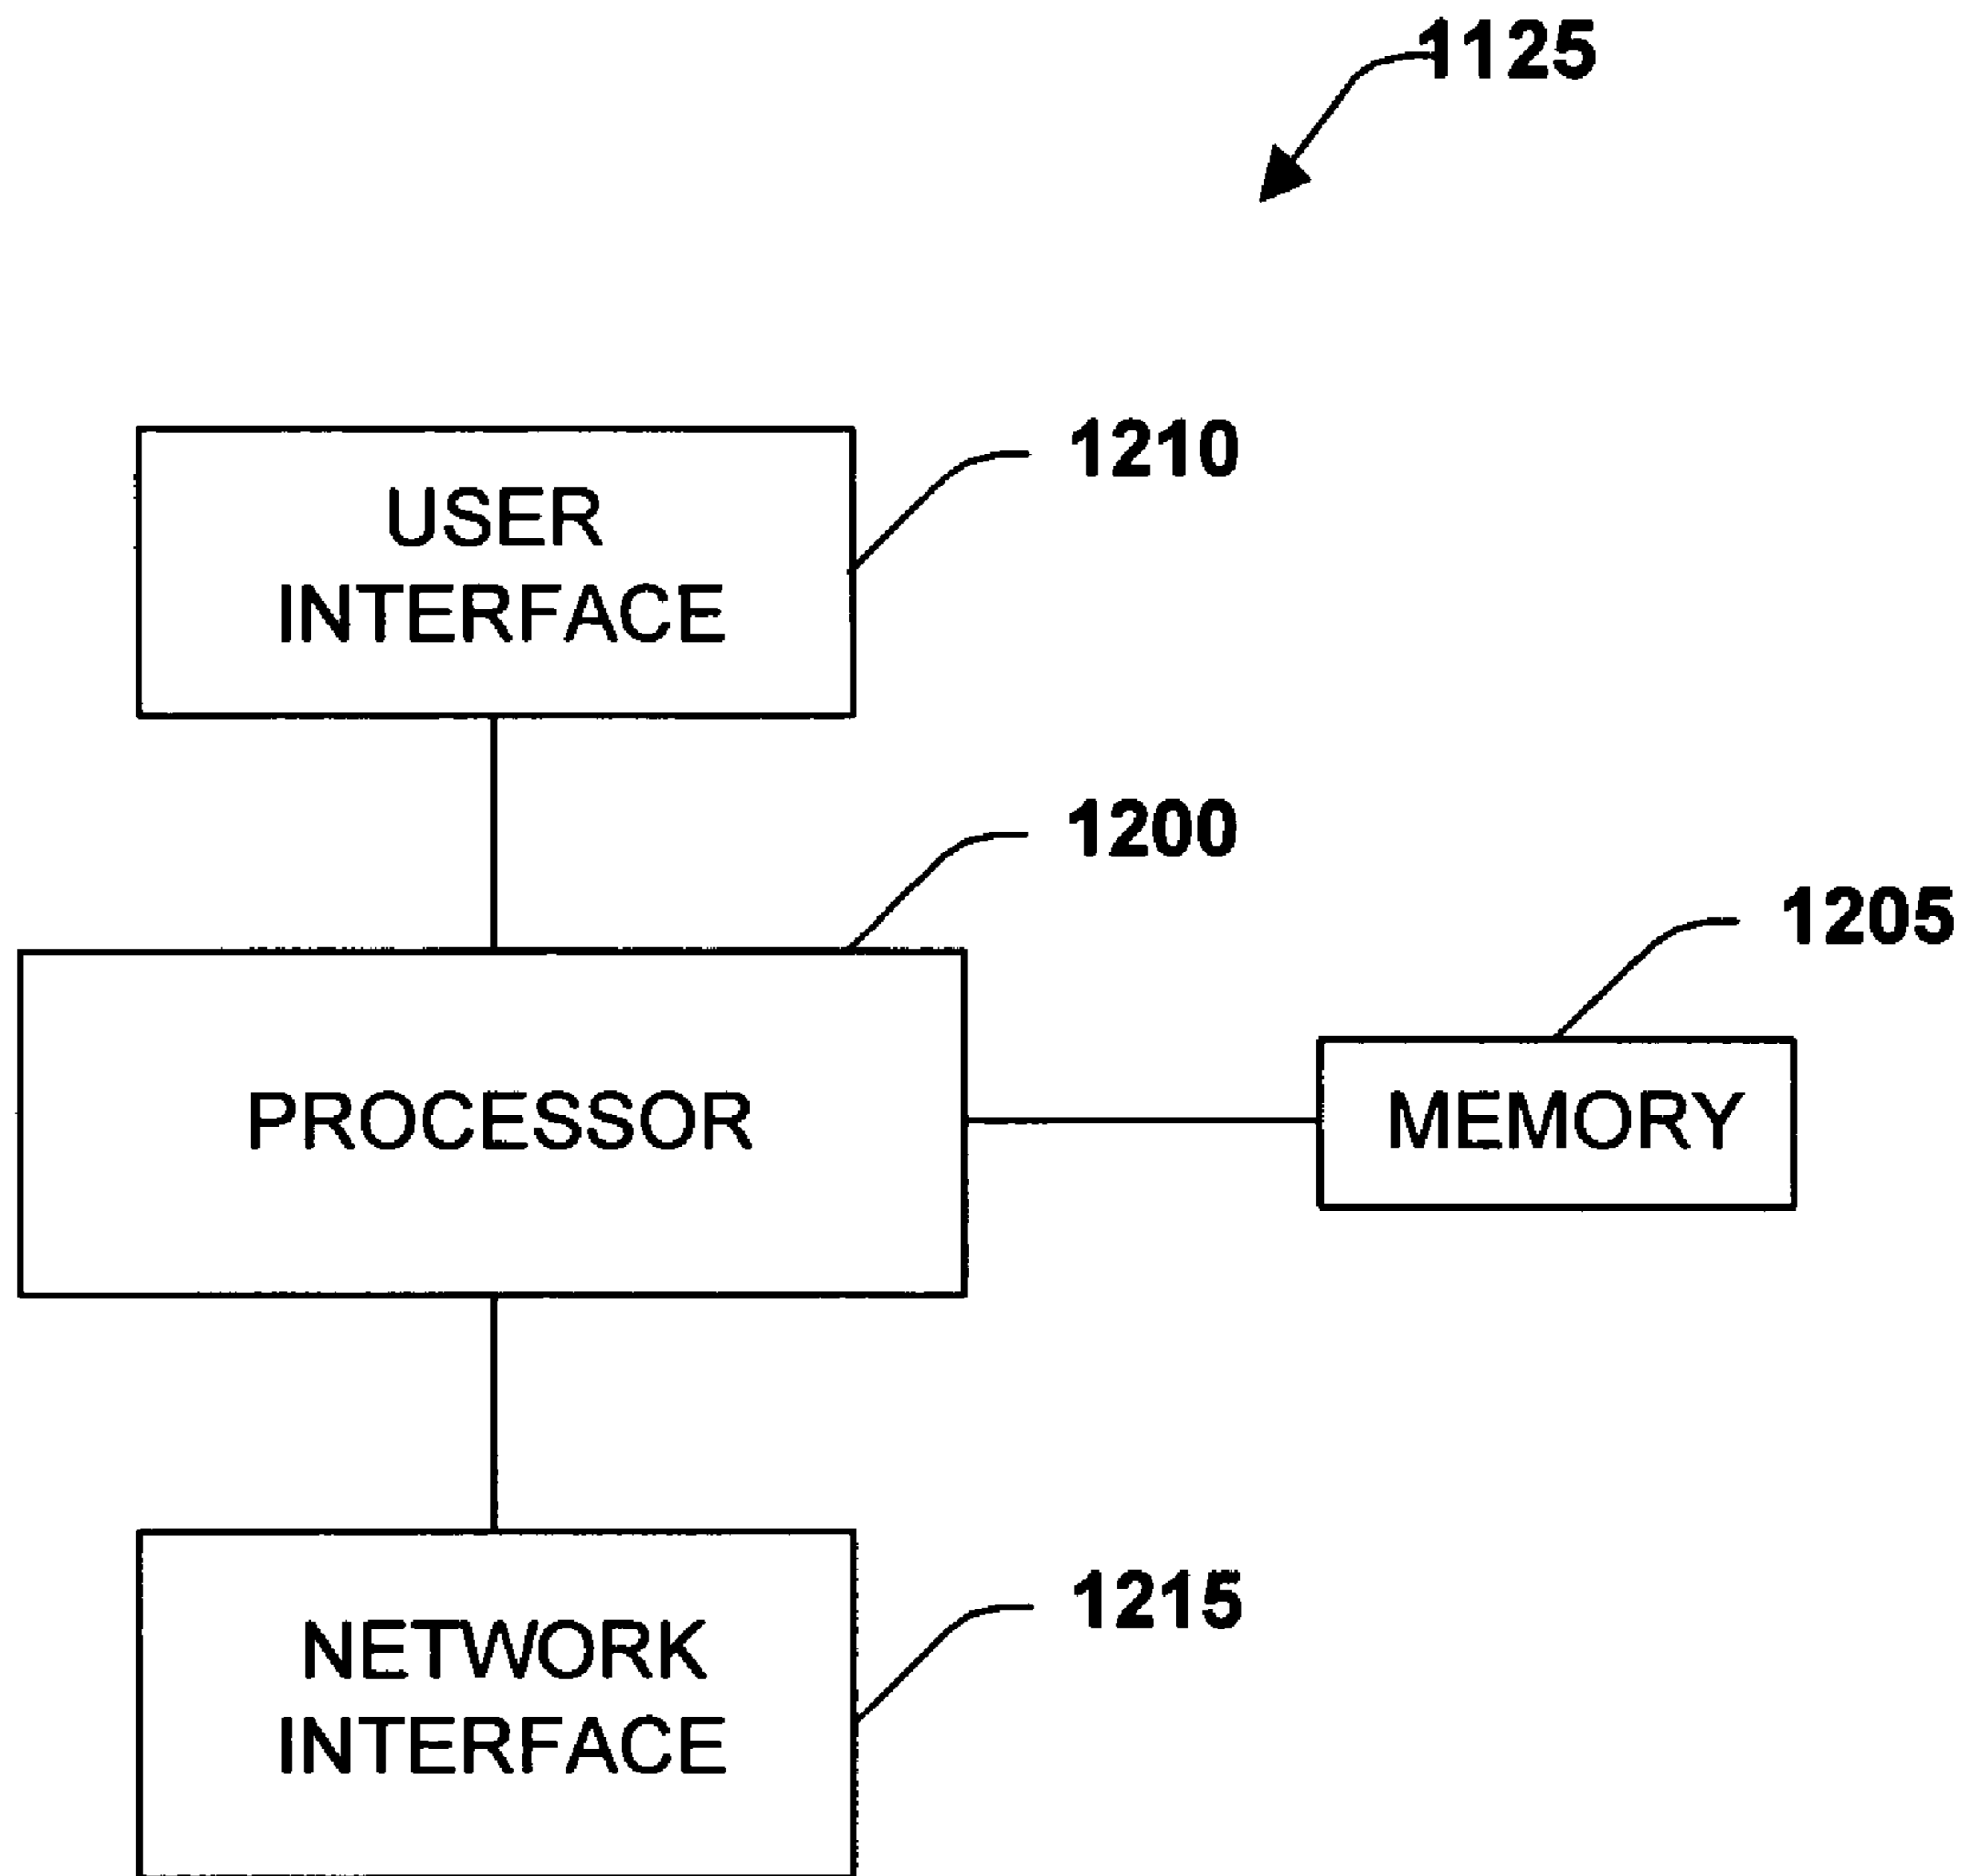 1125
1210
USER
INTERFACE
1200
1205
PROCESSOR
MEMORY
1215
NETWORK
INTERFACE